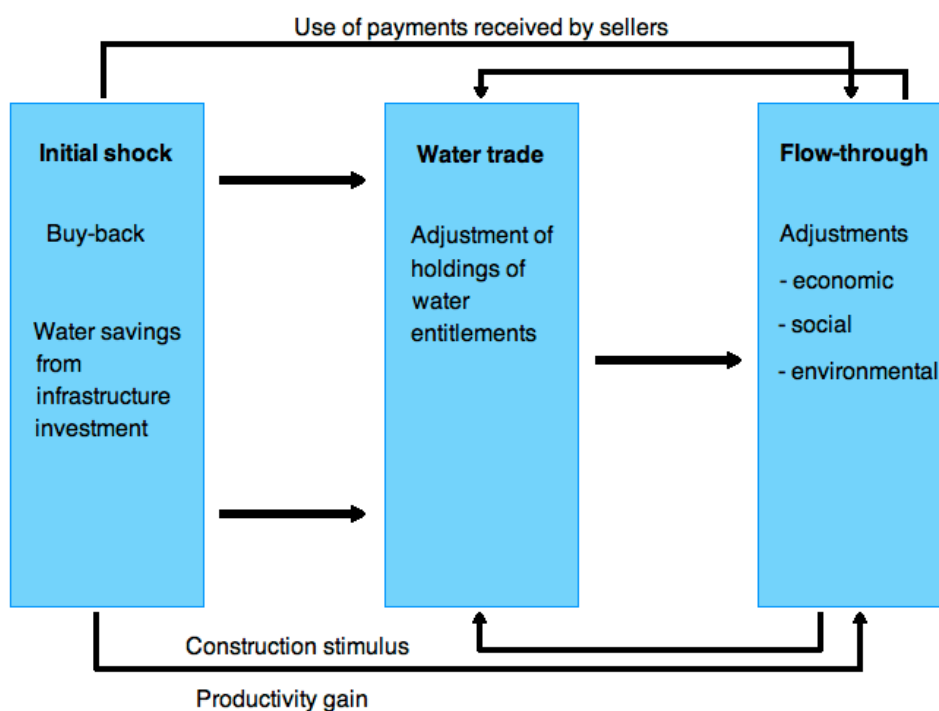 Use of payments received by sellers
Initial shock
Buy-back
Water savings
from
infrastructure
investment
Water trade
Adjustment of
holdings of
water
entitlements
Flow-through
Adjustments
- economic
- social
- environmental
Construction stimulus
Productivity gain